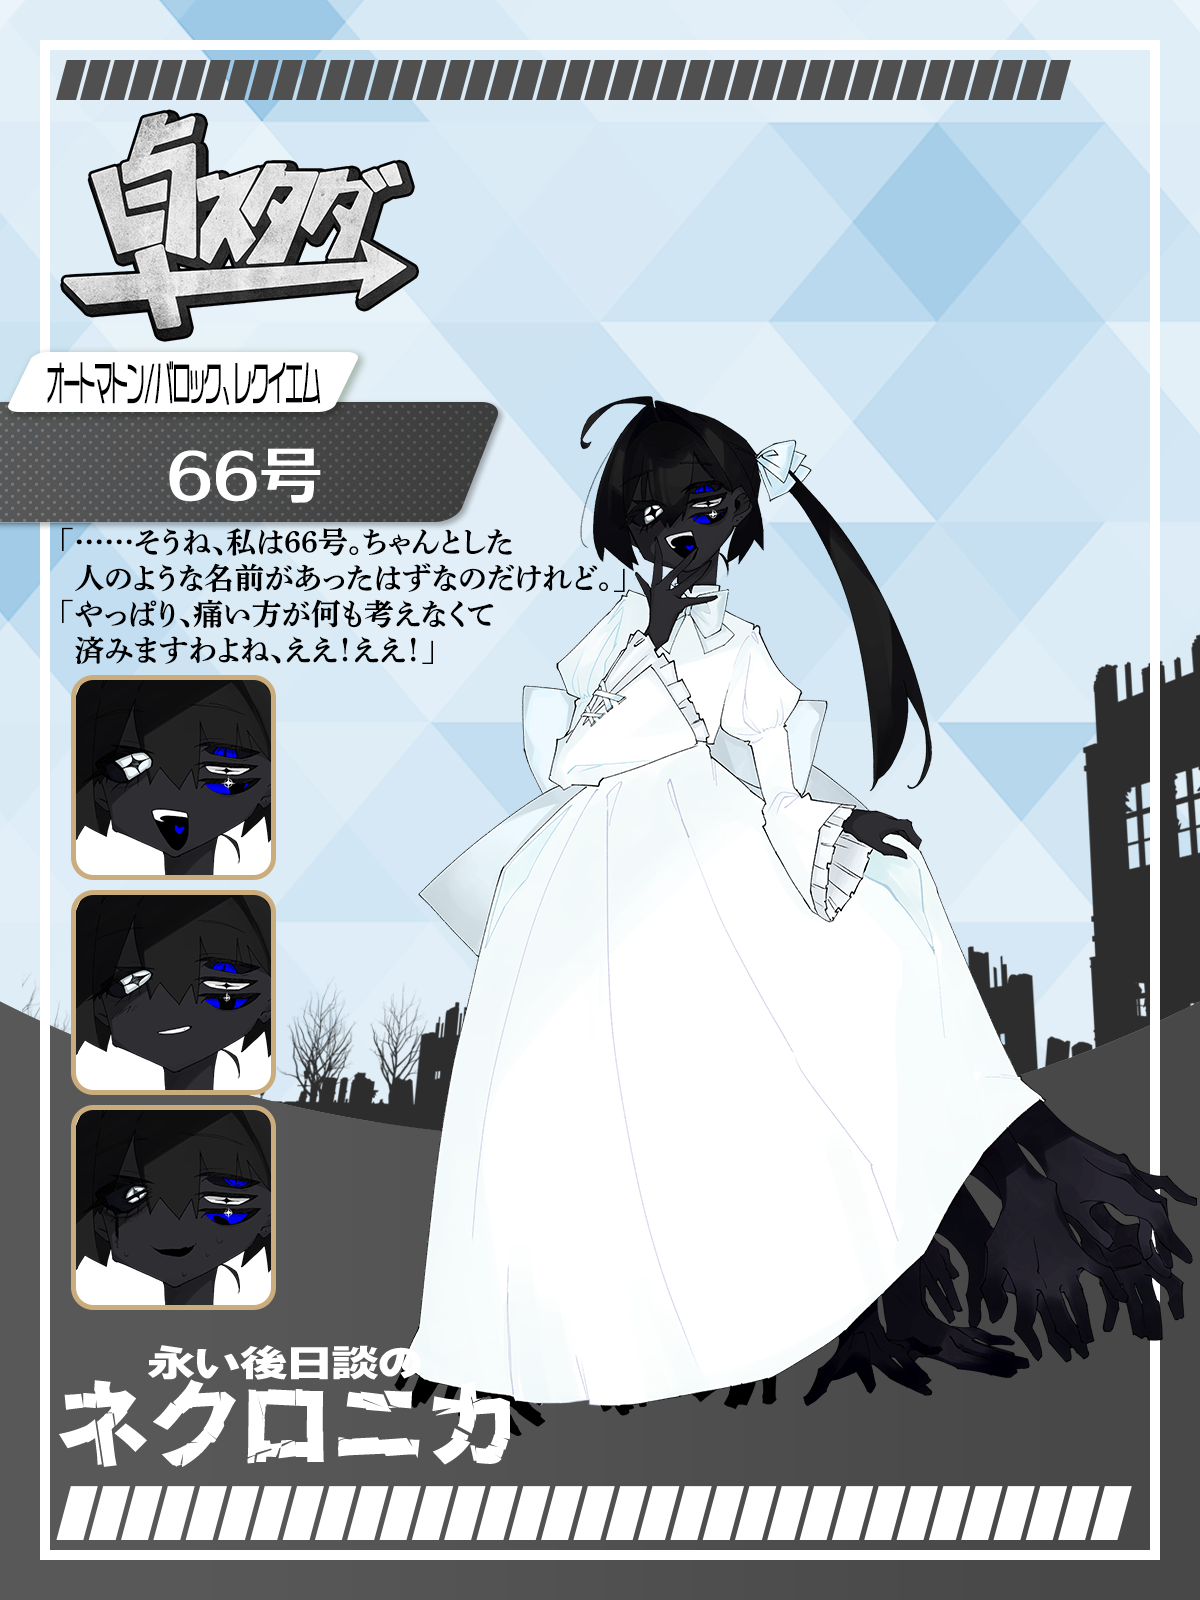 卓スタダ
オートマトン/バロック、レクイエム
66号
「……そうね、私は66号。ちゃんとした
人のような名前があったはずなのだけれど。」
「やっぱり、痛い方が何も考えなくて
済みますわよね、ええ！ええ！」
永い後日談の
ネクロニカ